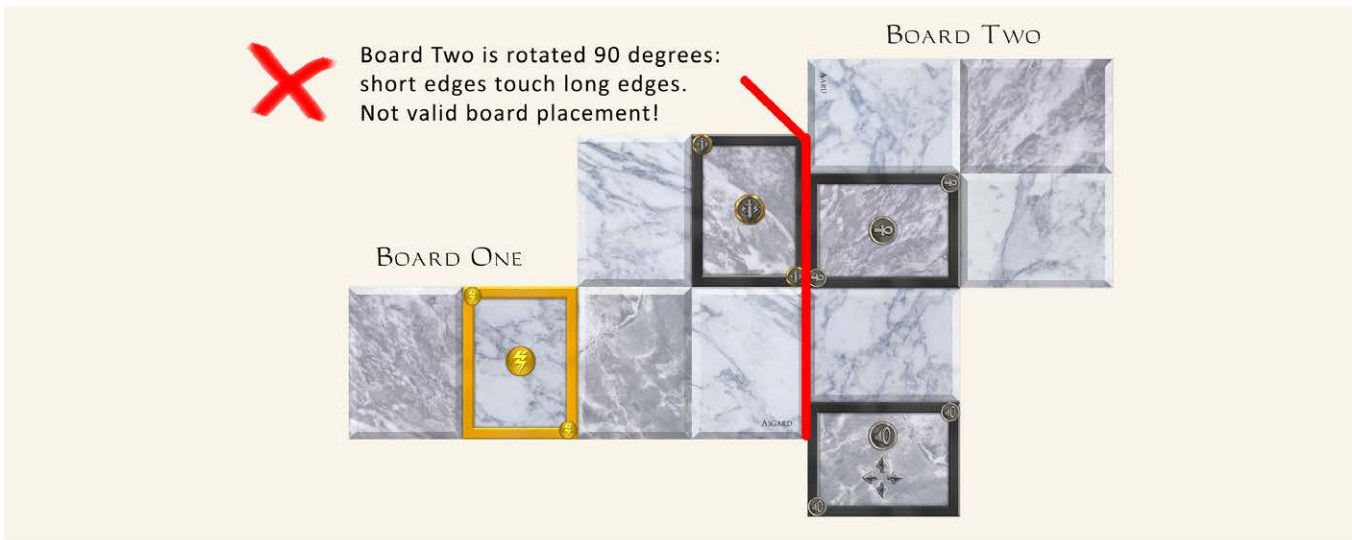 BOARD TWO
Board Two is rotated 90 degrees:
short edges touch long edges.
Not valid board placement!
AARU
BOARD ONE
ASGARD